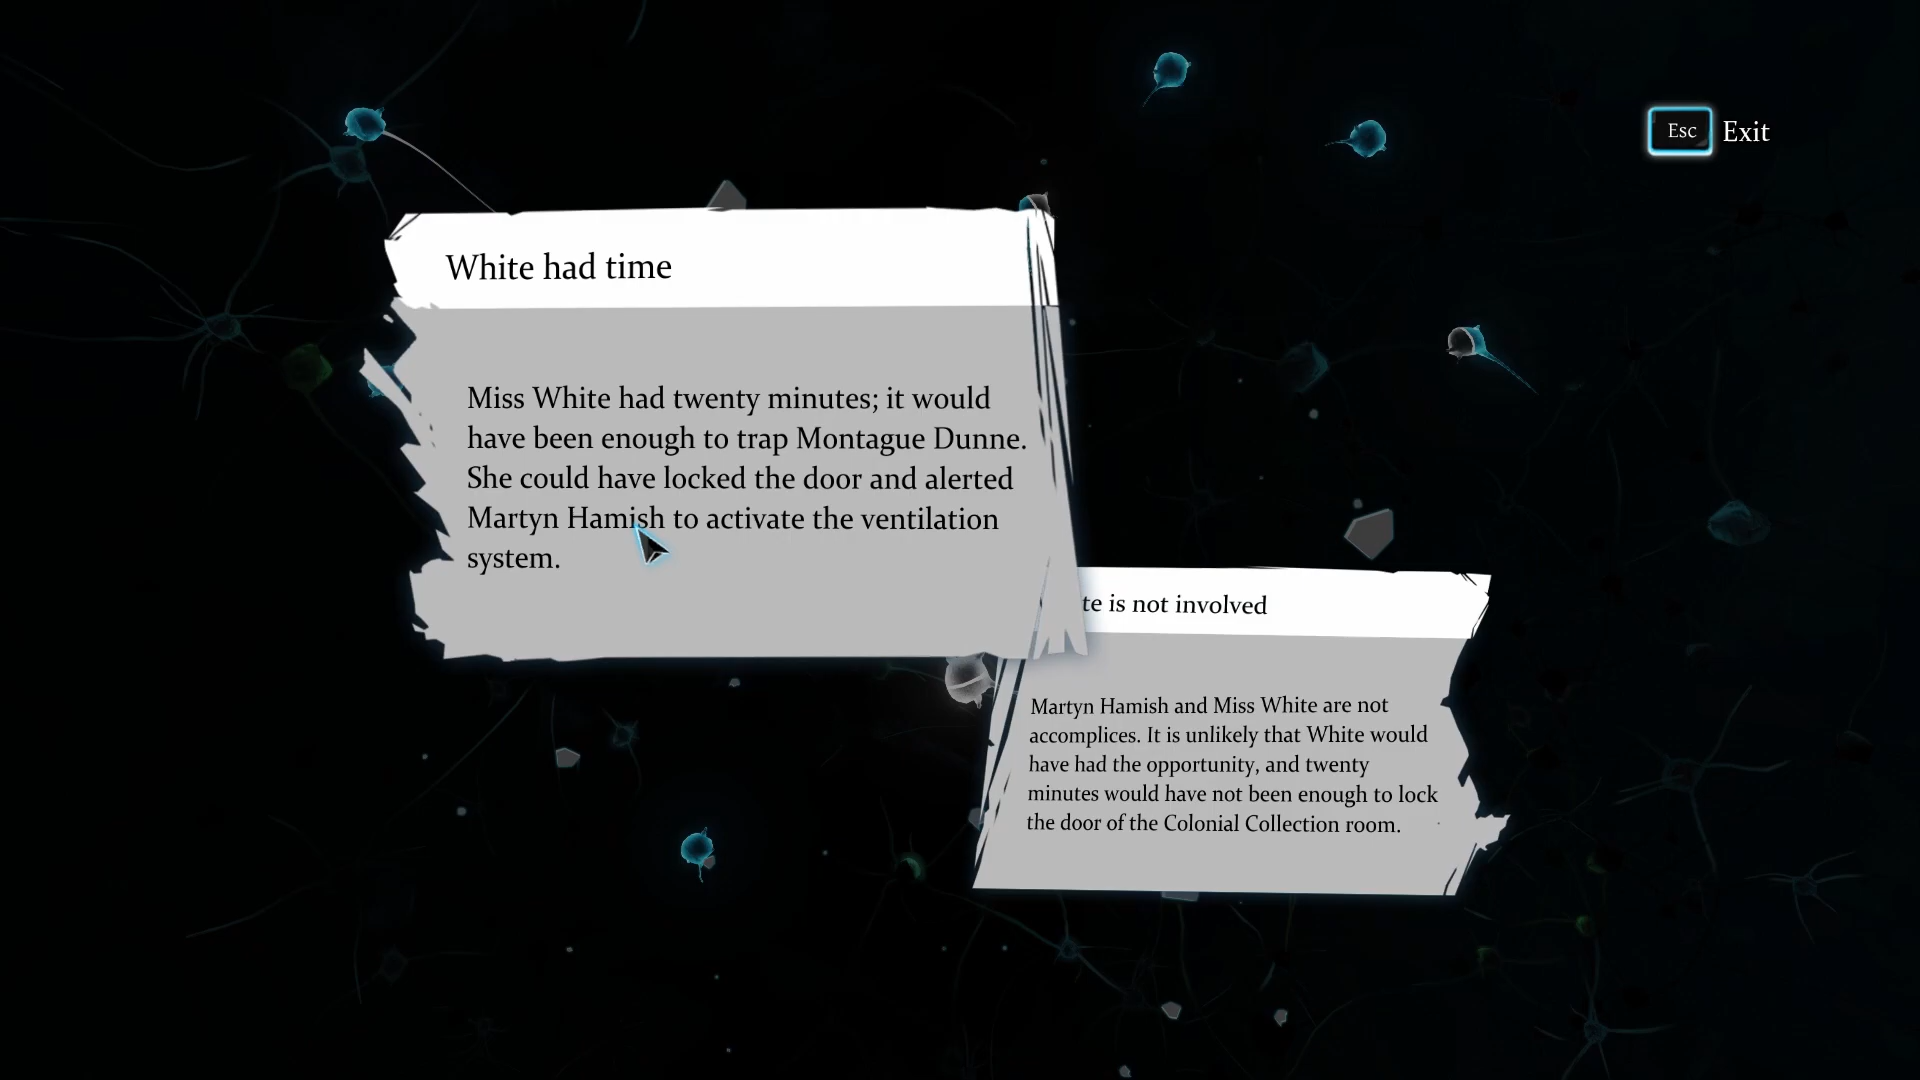 Esc Exit
White had time
Miss White had twenty minutes; it would
have been enough to trap Montague Dunne.
She could have locked the door and alerted
Martyn Hamish to activate the ventilation
system.
is not involved
Martyn Hamish and Miss White are not
accomplices. It is unlikely that White would
have had the opportunity, and twenty
minutes would have not been enough to lock
the door of the Colonial Collection room.